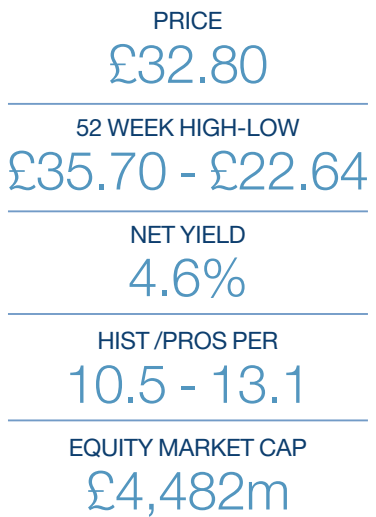 PRICE
£32.80
52 WEEK HIGH-LOW
£35.70 - £22.64
NET YIELD
4.6%
HIST /PROS PER
10.5 - 13.1
EQUITY MARKET CAP
£4,482m